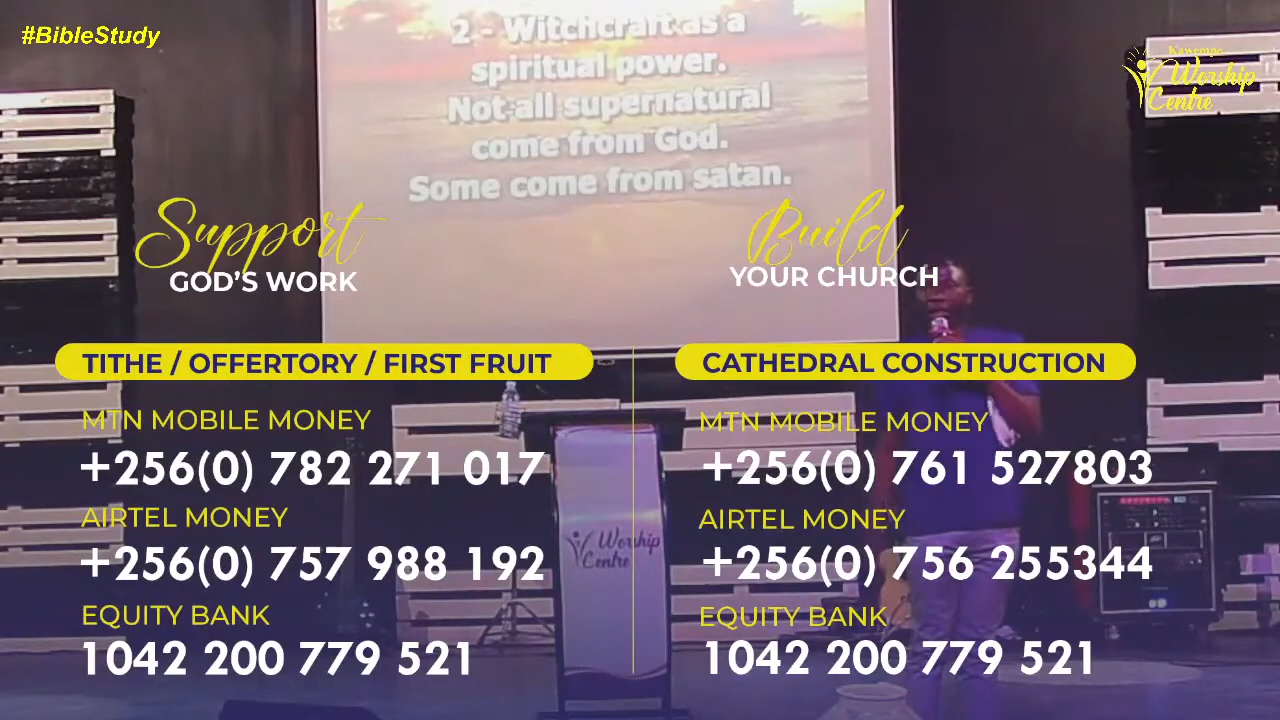 #BibleStudy
2 - Witchcraft as a
spiritual power.
Not all supernatural
come from God.
Some come from satan.
Kawempe
Worship
Centre
Support
GOD'S WORK
TITHE / OFFERTORY / FIRST FRUIT
MTN MOBILE MONEY
+256(0) 782 271 017
AIRTEL MONEY
+256(0) 757 988 192
EQUITY BANK
1042 200 779 521
Build
YOUR CHURCH
CATHEDRAL CONSTRUCTION
MTN MOBILE MONEY
+256(0) 761 527803
AIRTEL MONEY
+256(0) 756 255344
EQUITY BANK
1042 200 779 521
Worship
Centre